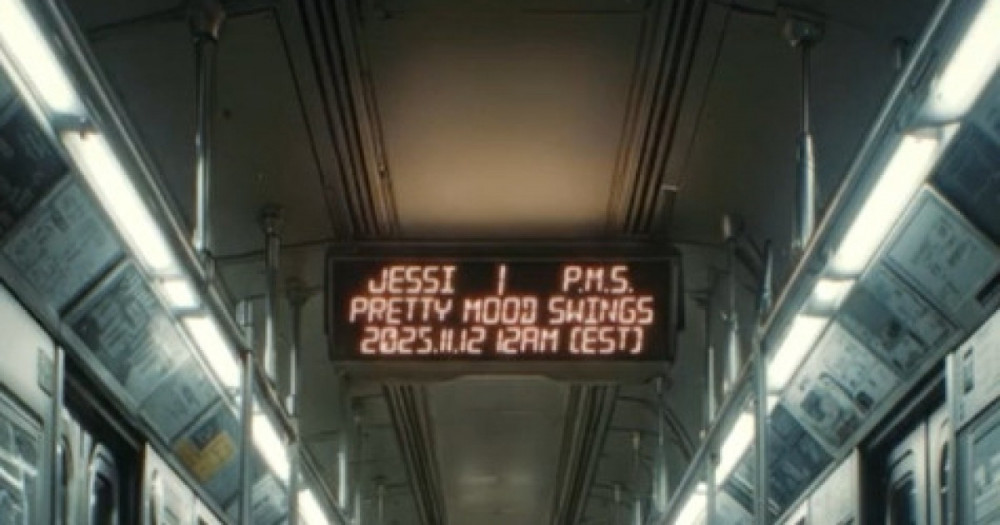 JESSI | P.M.S.
PRETTY MOOD SWINGS
2025.11.12 12AM (EST)